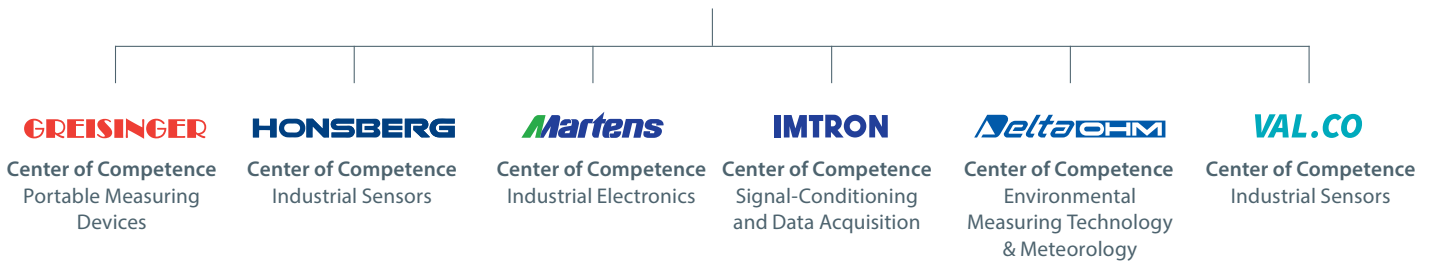 GREISINGER
Center of Competence
Portable Measuring
Devices
HONSBERG
Center of Competence
Industrial Sensors
Martens
Center of Competence
Industrial Electronics
IMTRON
Center of Competence
Signal-Conditioning
and Data Acquisition
Delta OHM
Center of Competence
Environmental
Measuring Technology
& Meteorology
VAL.CO
Center of Competence
Industrial Sensors